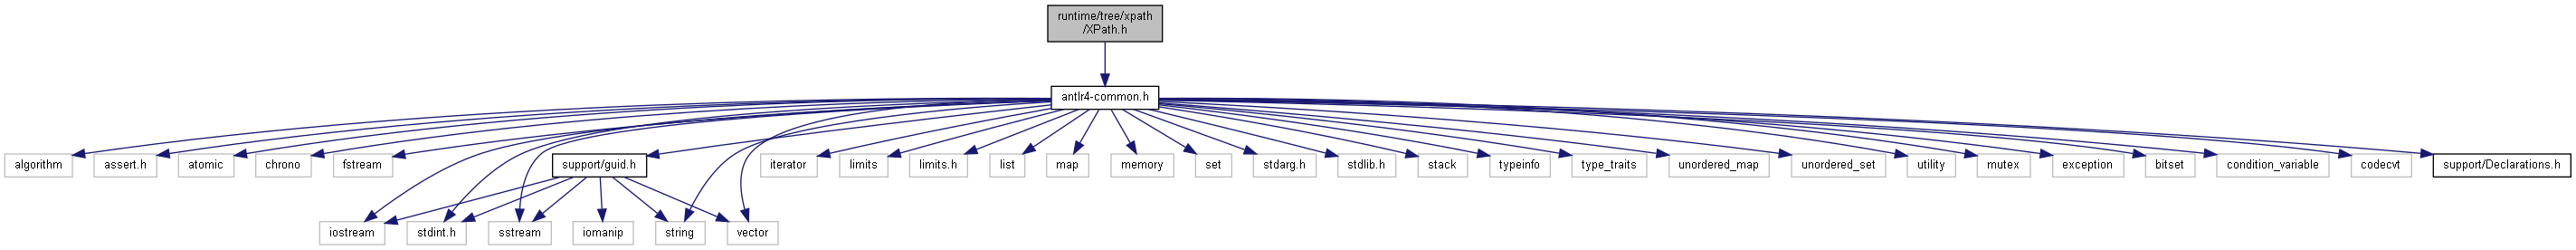 runtime/tree/xpath
/XPath.h
antlr4-common.h
algorithm
assert.h
atomic
chrono
fstream
support/guid.h
iterator
limits
limits.h
list
map
memory
set
stdarg.h
stdlib.h
stack
typeinfo
type_traits
unordered_map
unordered_set
utility
mutex
exception
bitset
condition_variable
codecvt
support/Declarations.h
iostream
stdint.h
sstream
iomanip
string
vector